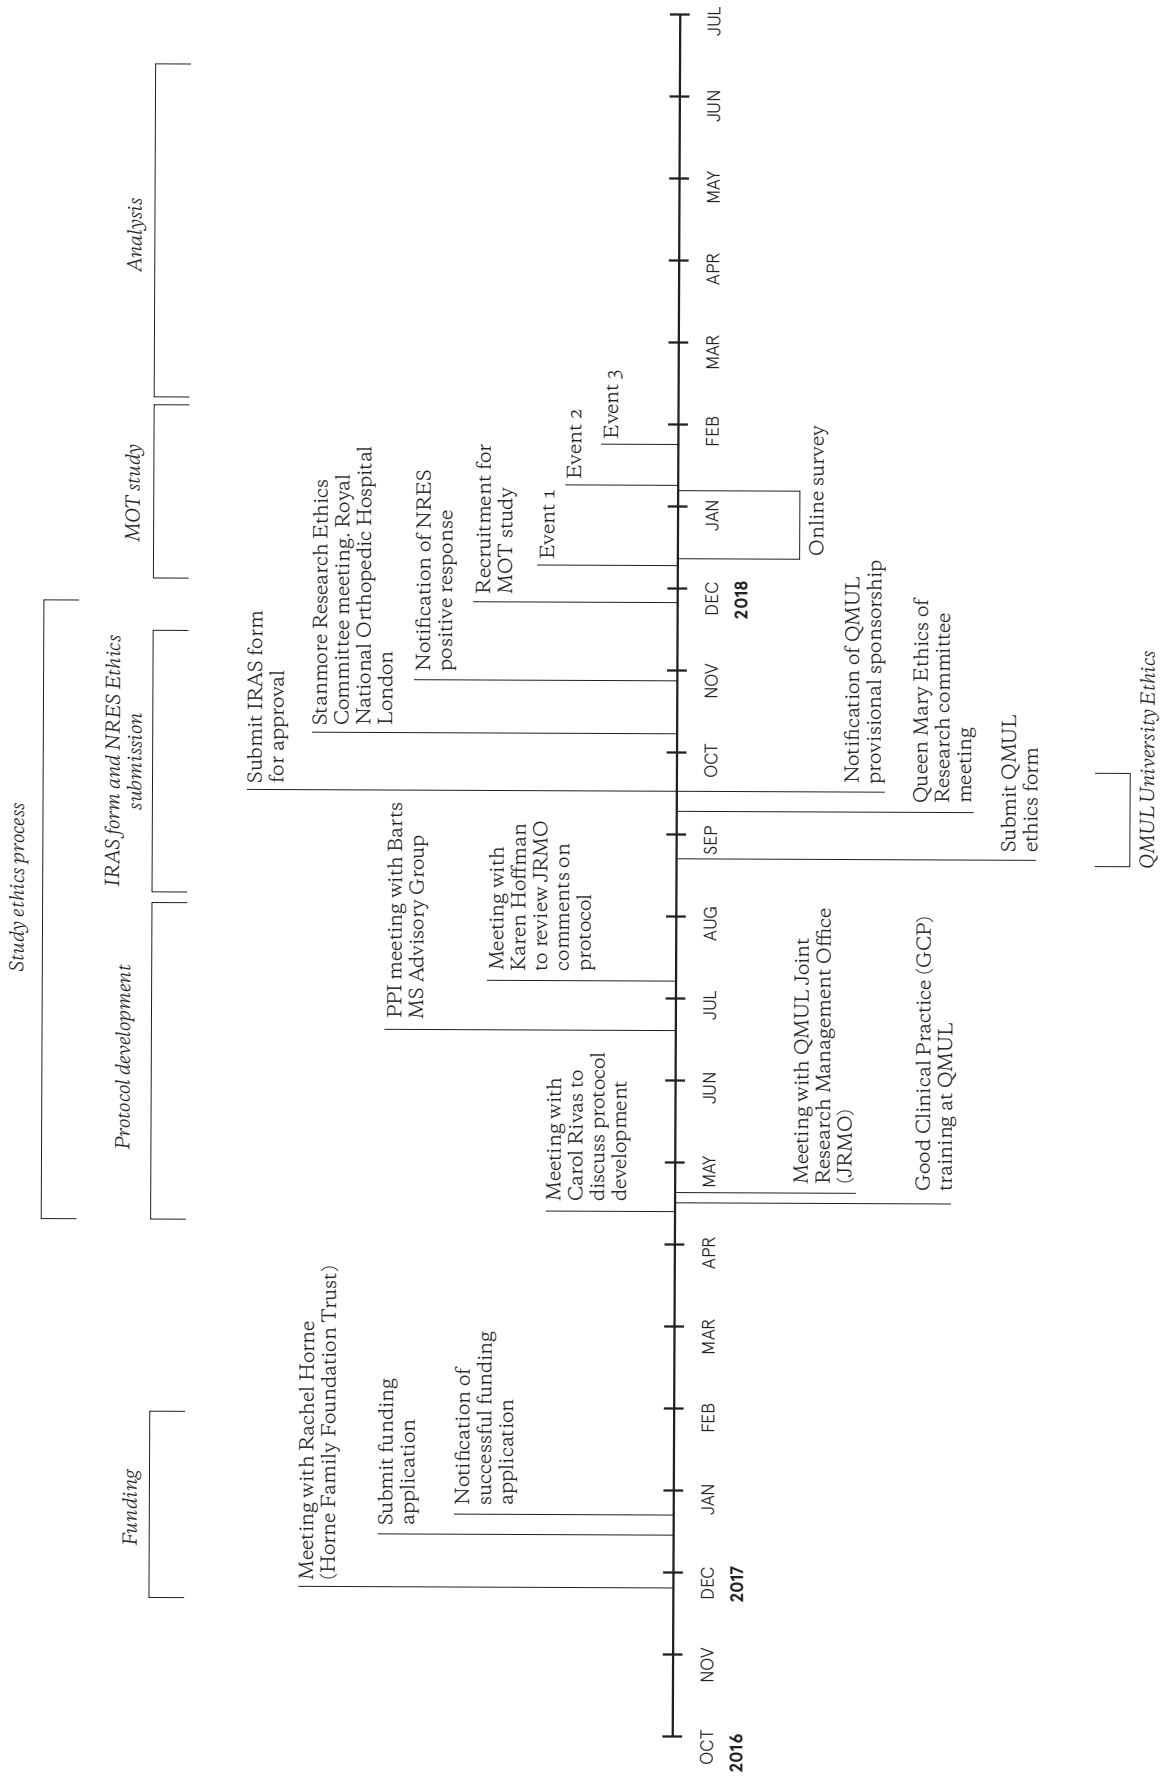 Study ethics process
Funding
Protocol development
IRAS form and NRES Ethics
submission
MOT study
Analysis
Meeting with Rachel Horne
(Horne Family Foundation Trust)
Submit funding
application
Notification of
successful funding
application
Meeting with
Carol Rivas to
discuss protocol
development
PPI meeting with Barts
MS Advisory Group
Meeting with
Karen Hoffman
to review JRMO
comments on
protocol
Submit IRAS form
for approval
Stanmore Research Ethics
Committee meeting. Royal
National Orthopedic Hospital
London
Notification of NRES
positive response
Recruitment for
MOT study
Event 1
Event 2
Event 3
OCT
NOV
DEC
JAN
FEB
MAR
APR
MAY
JUN
JUL
AUG
SEP
OCT
NOV
DEC
JAN
FEB
MAR
APR
MAY
JUN
JUL
2016
2017
2018
Meeting with QMUL Joint
Research Management Office
(JRMO)
Good Clinical Practice (GCP)
training at QMUL
Notification of QMUL
provisional sponsorship
Queen Mary Ethics of
Research committee
meeting
Submit QMUL
ethics form
Online survey
QMUL University Ethics